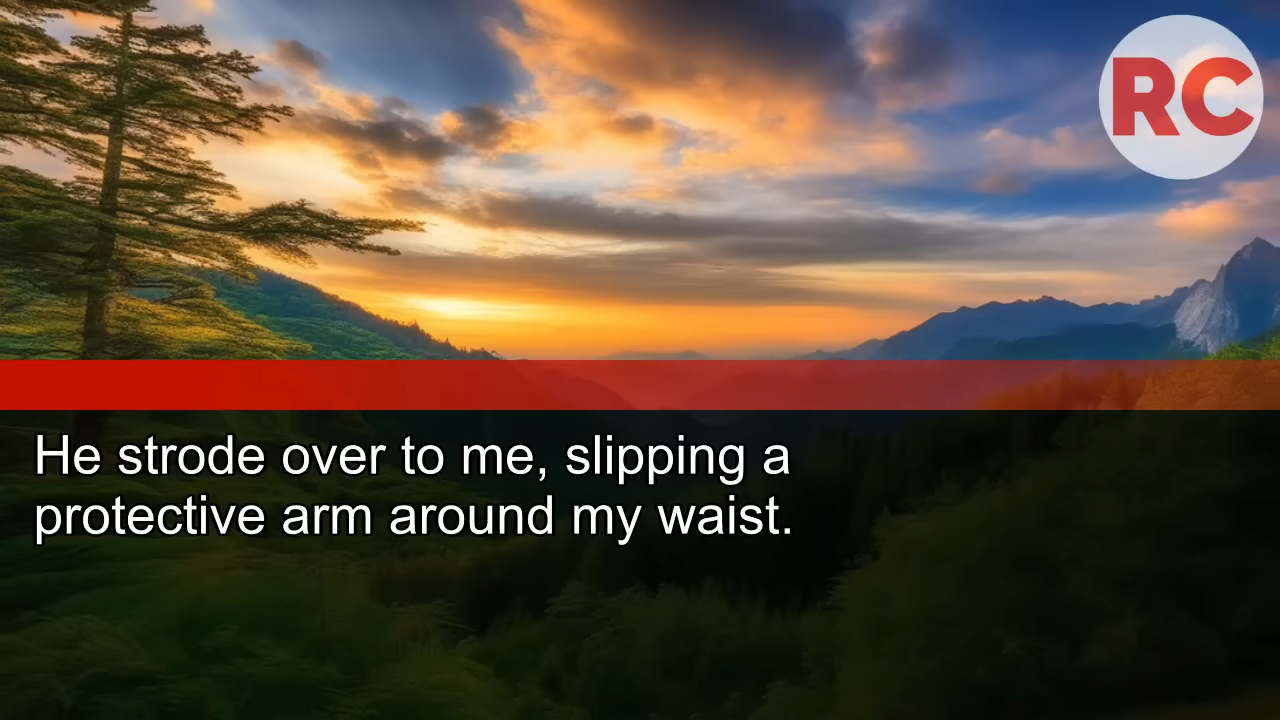 RC
He strode over to me, slipping a
protective arm around my waist.